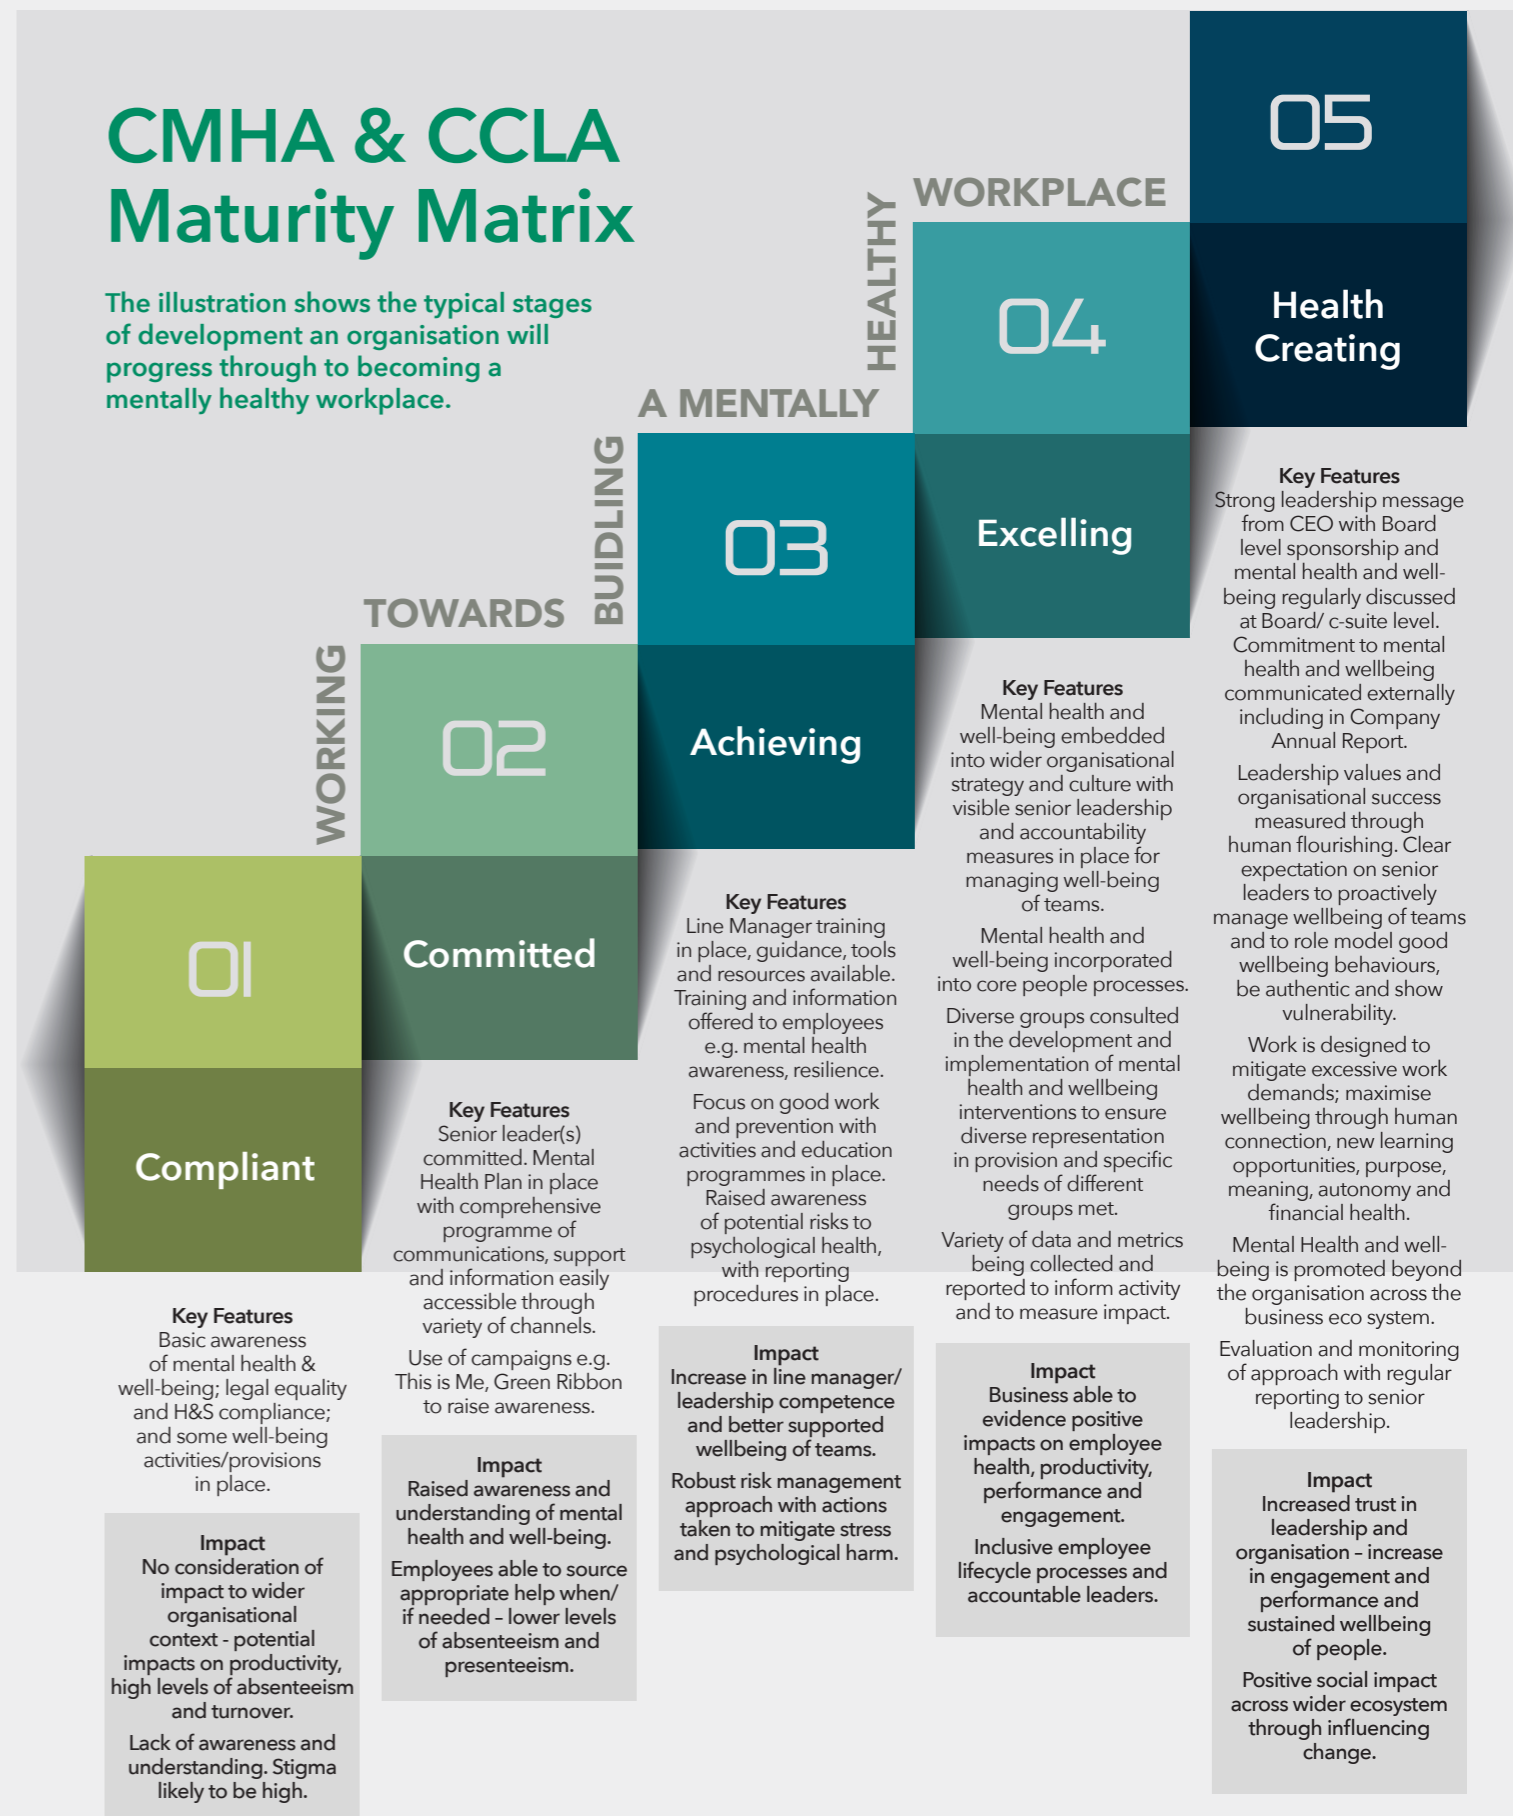 CMHA & CCLA
Maturity Matrix
The illustration shows the typical stages
of development an organisation will
progress through to becoming a
mentally healthy workplace.
WORKING
TOWARDS
BUIDLING
A MENTALLY
HEALTHY
WORKPLACE
01
Compliant
Key Features
Basic awareness
of mental health &
well-being; legal equality
and H&S compliance;
and some well-being
activities/provisions
in place.
Impact
No consideration of
impact to wider
organisational
context - potential
impacts on productivity,
high levels of absenteeism
and turnover.
Lack of awareness and
understanding. Stigma
likely to be high.
02
Committed
Key Features
Senior leader(s)
committed. Mental
Health Plan in place
with comprehensive
programme of
communications, support
and information easily
accessible through
variety of channels.
Use of campaigns e.g.
This is Me, Green Ribbon
to raise awareness.
Impact
Raised awareness and
understanding of mental
health and well-being.
Employees able to source
appropriate help when/
if needed – lower levels
of absenteeism and
presenteeism.
03
Achieving
Key Features
Line Manager training
in place, guidance, tools
and resources available.
Training and information
offered to employees
e.g. mental health
awareness, resilience.
Focus on good work
and prevention with
activities and education
programmes in place.
Raised awareness
of potential risks to
psychological health,
with reporting
procedures in place.
Impact
Increase in line manager/
leadership competence
and better supported
wellbeing of teams.
Robust risk management
approach with actions
taken to mitigate stress
and psychological harm.
04
Excelling
Key Features
Mental health and
well-being embedded
into wider organisational
strategy and culture with
visible senior leadership
and accountability
measures in place for
managing well-being
of teams.
Mental health and
well-being incorporated
into core people processes.
Diverse groups consulted
in the development and
implementation of mental
health and wellbeing
interventions to ensure
diverse representation
in provision and specific
needs of different
groups met.
Variety of data and metrics
being collected and
reported to inform activity
and to measure impact.
Impact
Business able to
evidence positive
impacts on employee
health, productivity,
performance and
engagement.
Inclusive employee
lifecycle processes and
accountable leaders.
05
Health
Creating
Key Features
Strong leadership message
from CEO with Board
level sponsorship and
mental health and well-
being regularly discussed
at Board/ c-suite level.
Commitment to mental
health and wellbeing
communicated externally
including in Company
Annual Report.
Leadership values and
organisational success
measured through
human flourishing. Clear
expectation on senior
leaders to proactively
manage wellbeing of teams
and to role model good
wellbeing behaviours,
be authentic and show
vulnerability.
Work is designed to
mitigate excessive work
demands; maximise
wellbeing through human
connection, new learning
opportunities, purpose,
meaning, autonomy and
financial health.
Mental Health and well-
being is promoted beyond
the organisation across the
business eco system.
Evaluation and monitoring
of approach with regular
reporting to senior
leadership.
Impact
Increased trust in
leadership and
organisation – increase
in engagement and
performance and
sustained wellbeing
of people.
Positive social impact
across wider ecosystem
through influencing
change.